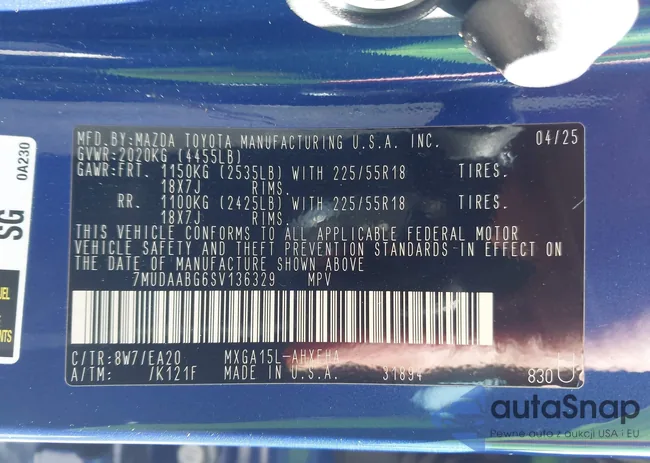 MFD.BY:MAZDA TOYOTA MANUFACTURING U.S.A. INC. 04/25
GVWR:2020KG (4455LB)
GAWR:FRT. 1150KG (2535LB) WITH 225/55R18 TIRES.
18X7J RIMS.
RR. 1100KG (2425LB) WITH 225/55R18 TIRES.
18X7J RIMS.
THIS VEHICLE CONFORMS TO ALL APPLICABLE FEDERAL MOTOR
VEHICLE SAFETY AND THEFT PREVENTION STANDARDS IN EFFECT ON
THE DATE OF MANUFACTURE SHOWN ABOVE
7MUDAABG6SV136329 MPV
C/TR:8W7/EA20 MXGA15L-AHXEHA
A/TM: /K121F MADE IN U.S.A. 31894 830
0A230
SG
UEL
NTS
autaSnap
Pewne auta z aukcji USA i EU